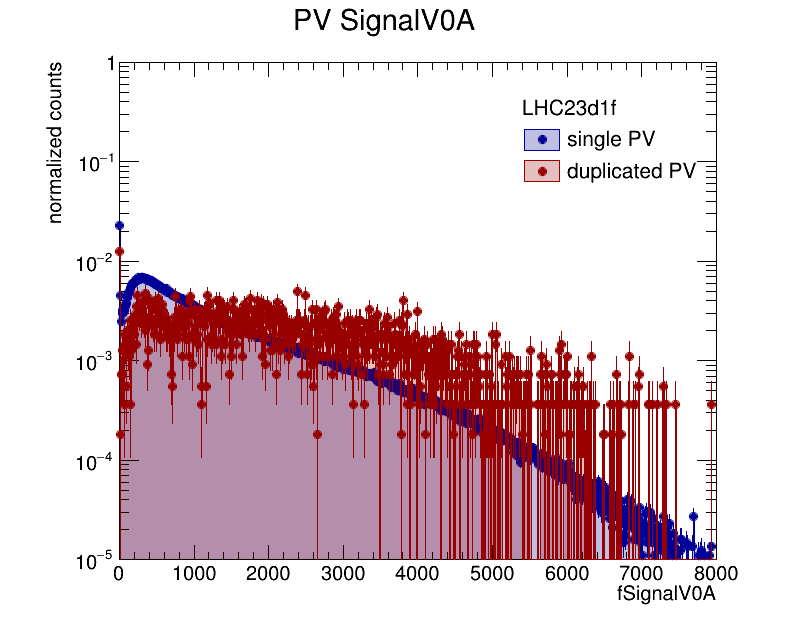 PV SignalV0A
normalized counts
LHC23d1f
single PV
duplicated PV
1
10⁻¹
10⁻²
10⁻³
10⁻⁴
10⁻⁵
0 1000 2000 3000 4000 5000 6000 7000 8000
fSignalV0A